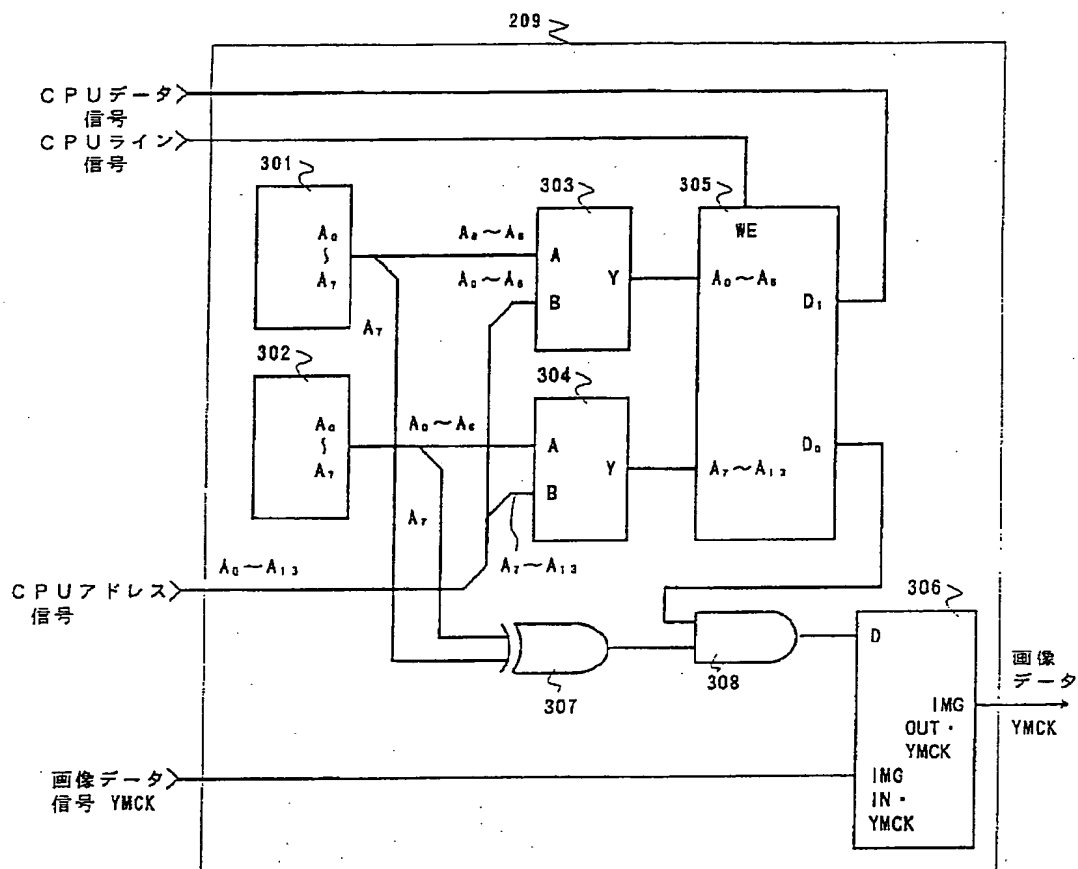 209
CPUデータ
信号
CPUライン
信号
301
A₀
∫
A₇
303
A₀～A₆
A₀～A₆
A
B
Y
305
WE
A₀～A₆
D₁
D₀
A₇～A₁₃
A₇
302
A₀
∫
A₇
304
A₀～A₆
A
B
Y
A₇
A₇～A₁₃
A₀～A₁₃
CPUアドレス
信号
307
308
306
D
IMG
OUT・
YMCK
IMG
IN・
YMCK
画像
データ
YMCK
画像データ
信号 YMCK